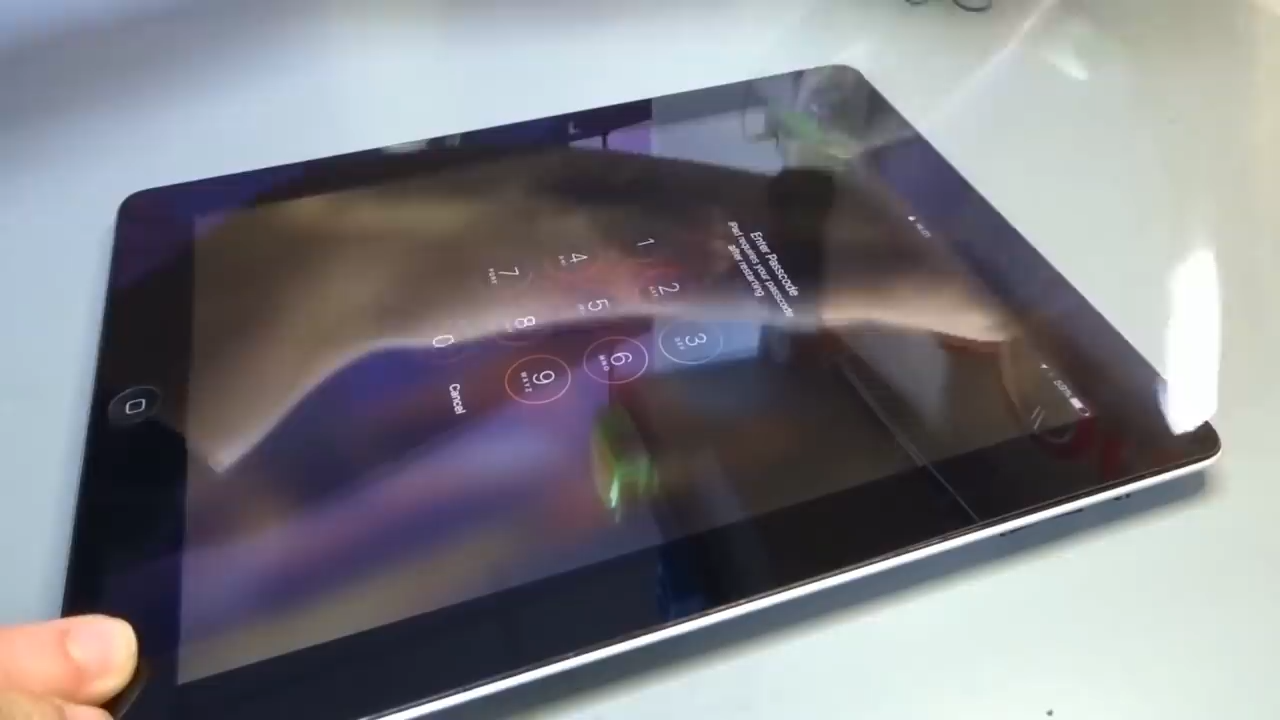 Enter Passcode
iPad requires your passcode
after restarting
1
2
ABC
3
DEF
4
5
6
MNO
7
PQRS
8
9
WXYZ
0
Cancel